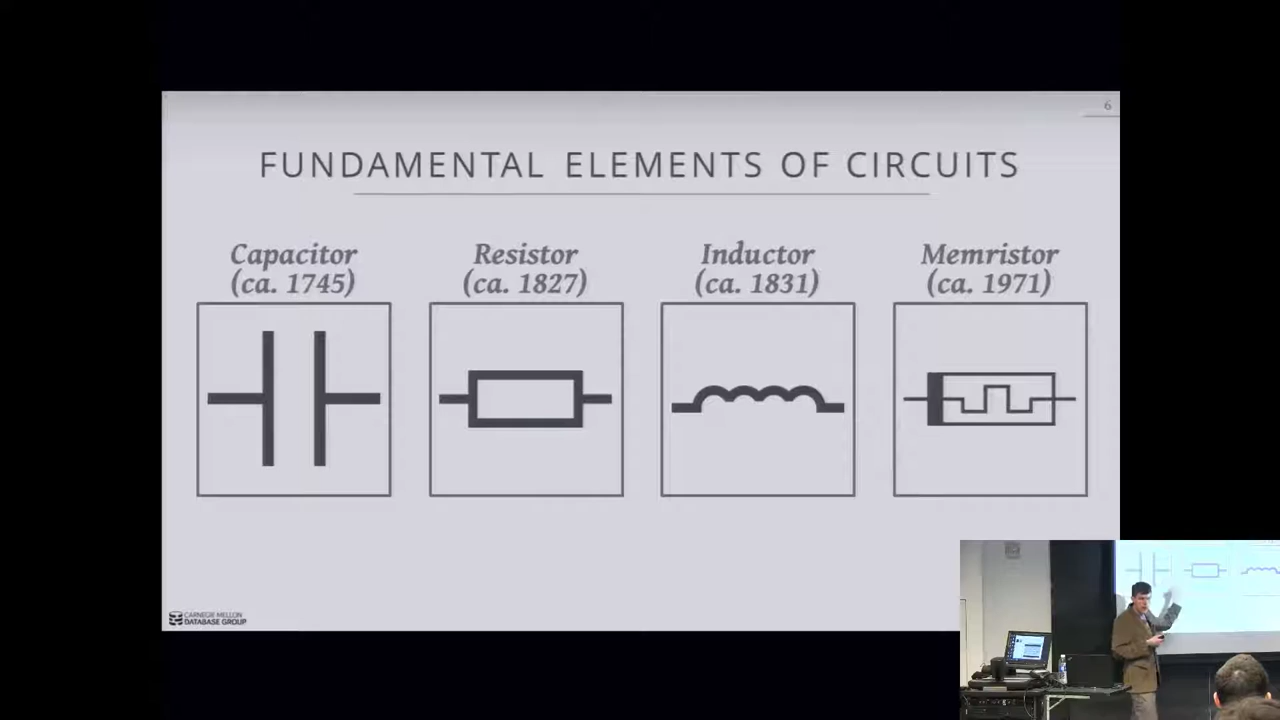 6
FUNDAMENTAL ELEMENTS OF CIRCUITS
Capacitor
(ca. 1745)
Resistor
(ca. 1827)
Inductor
(ca. 1831)
Memristor
(ca. 1971)
CARNEGIE MELLON
DATABASE GROUP